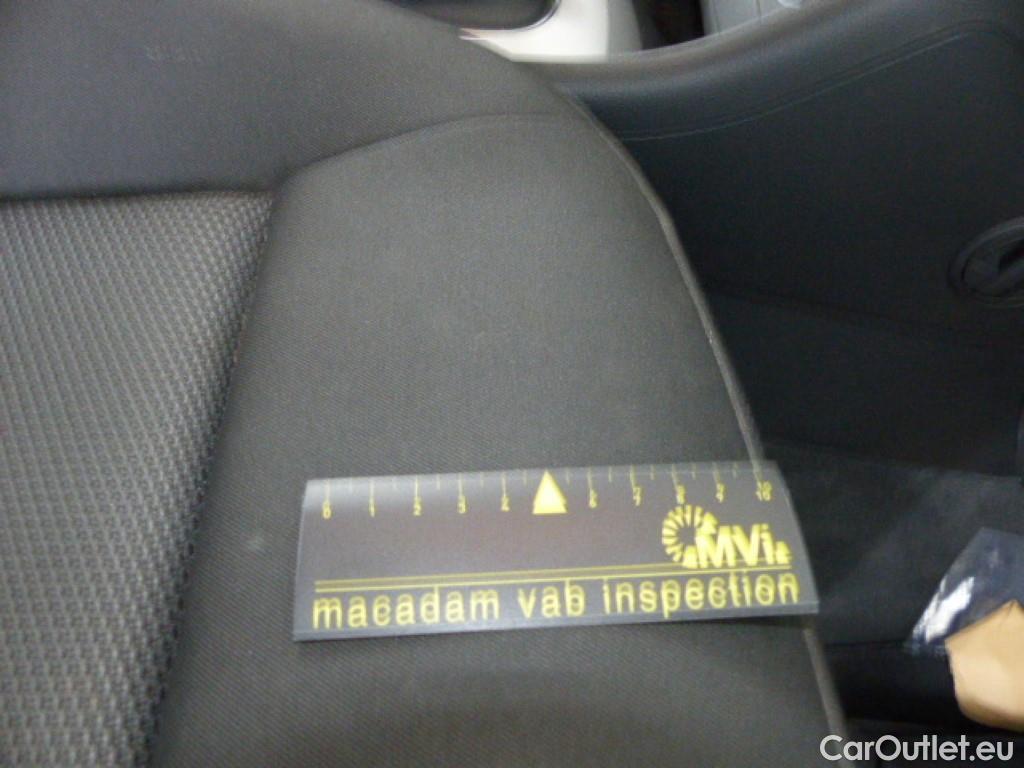 0 1 2 3 4 6 7 8 9 10
MVi
macadam vab inspection
CarOutlet.eu